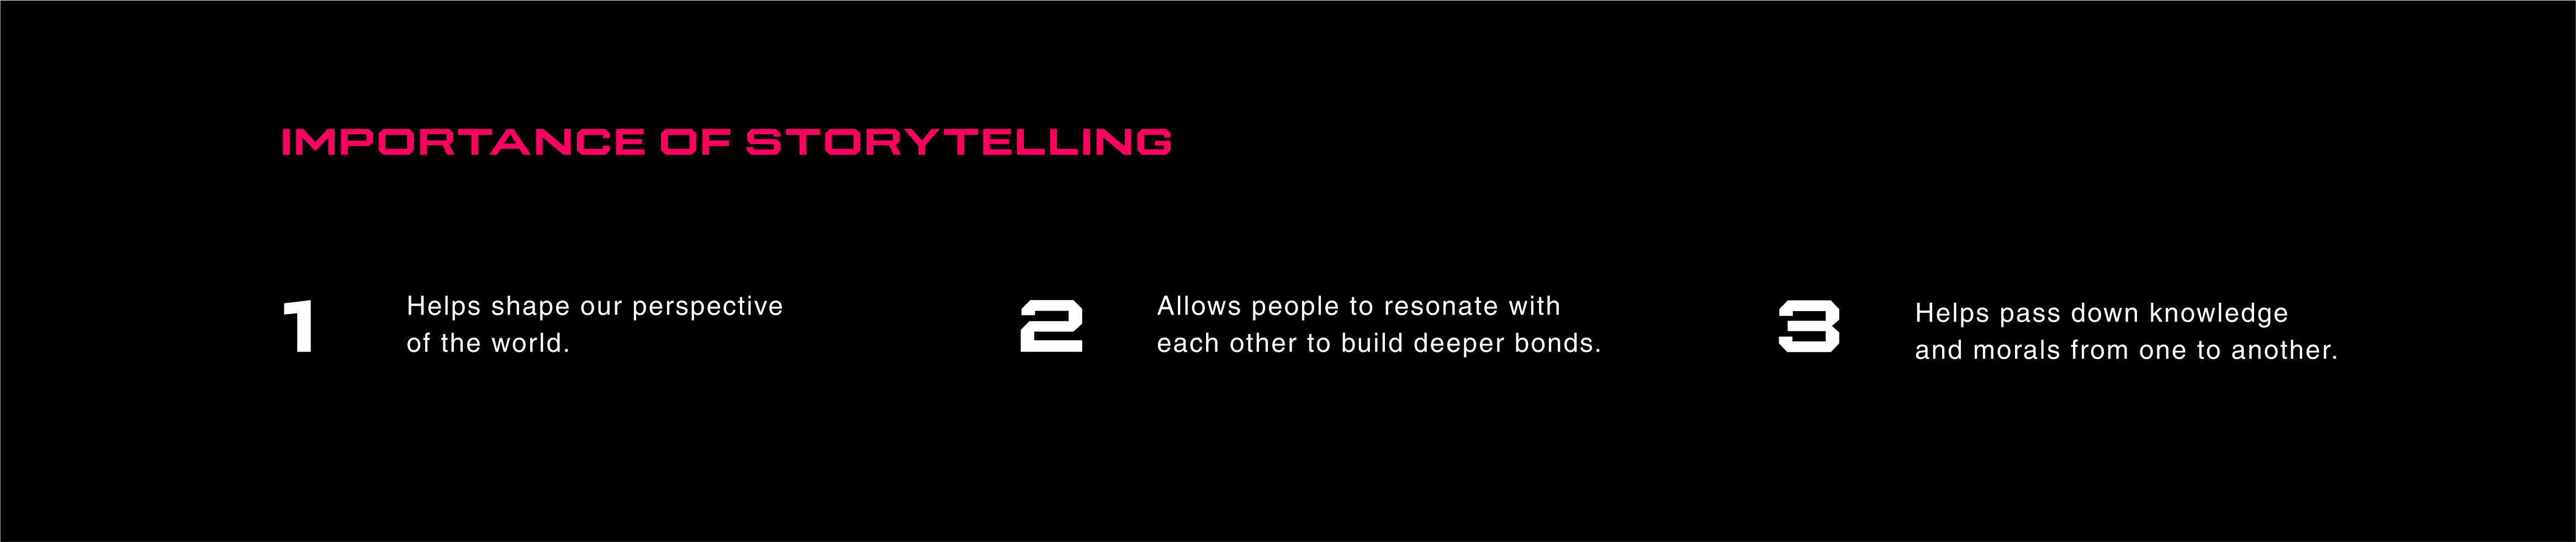 IMPORTANCE OF STORYTELLING
1
Helps shape our perspective
of the world.
2
Allows people to resonate with
each other to build deeper bonds.
3
Helps pass down knowledge
and morals from one to another.